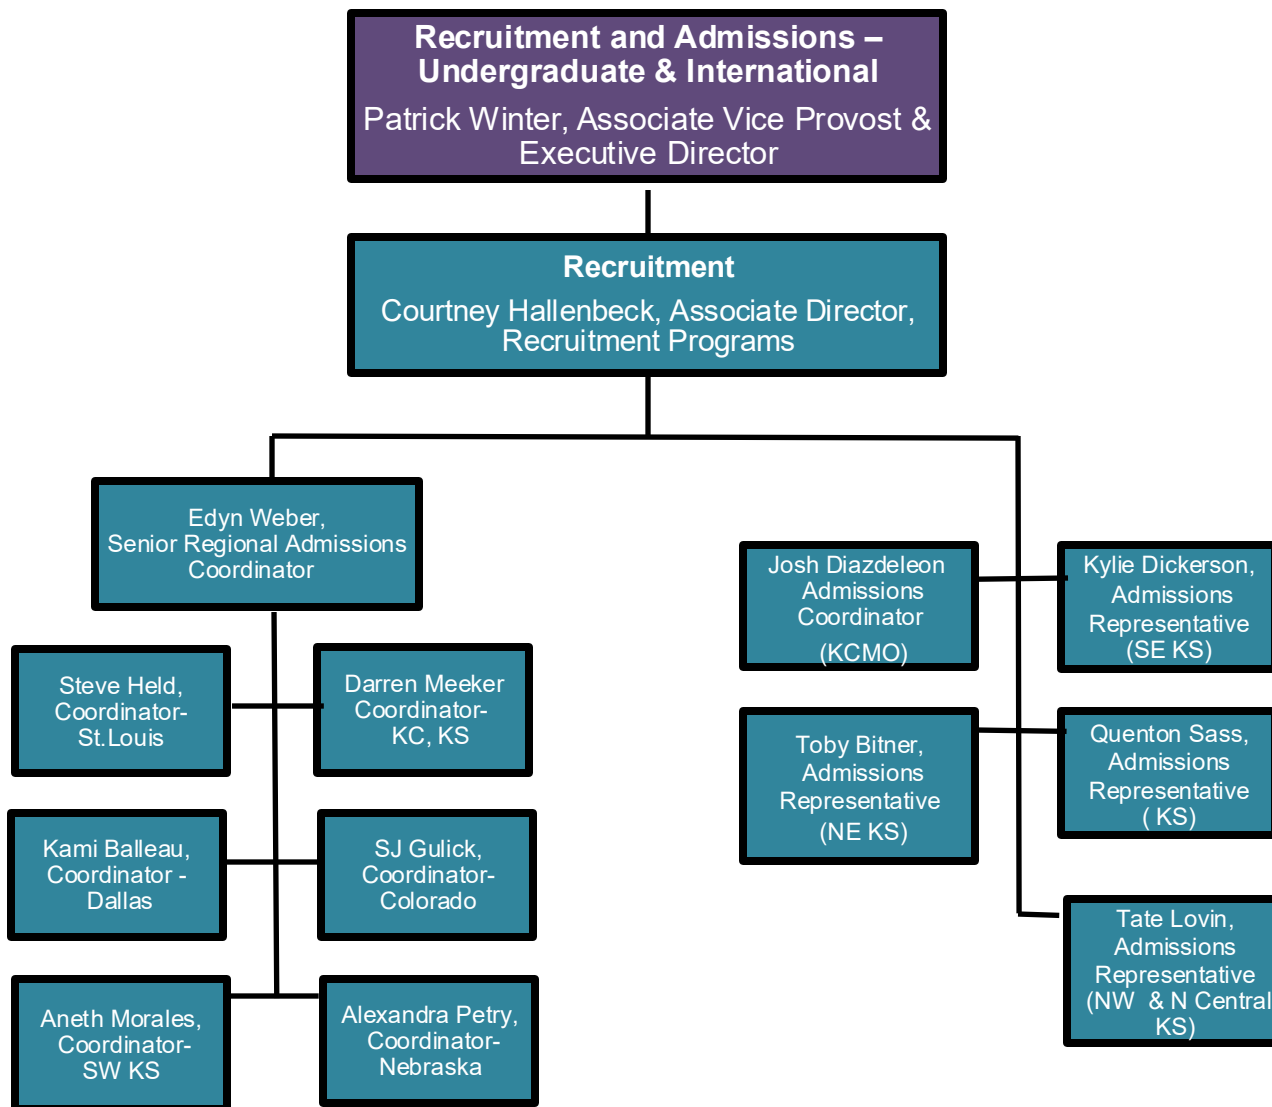 Recruitment and Admissions –
Undergraduate & International
Patrick Winter, Associate Vice Provost &
Executive Director
Recruitment
Courtney Hallenbeck, Associate Director,
Recruitment Programs
Edyn Weber,
Senior Regional Admissions
Coordinator
Steve Held,
Coordinator-
St.Louis
Darren Meeker
Coordinator-
KC, KS
Kami Balleau,
Coordinator -
Dallas
SJ Gulick,
Coordinator-
Colorado
Aneth Morales,
Coordinator-
SW KS
Alexandra Petry,
Coordinator-
Nebraska
Josh Diazdeleon
Admissions
Coordinator
(KCMO)
Kylie Dickerson,
Admissions
Representative
(SE KS)
Toby Bitner,
Admissions
Representative
(NE KS)
Quenton Sass,
Admissions
Representative
( KS)
Tate Lovin,
Admissions
Representative
(NW & N Central
KS)